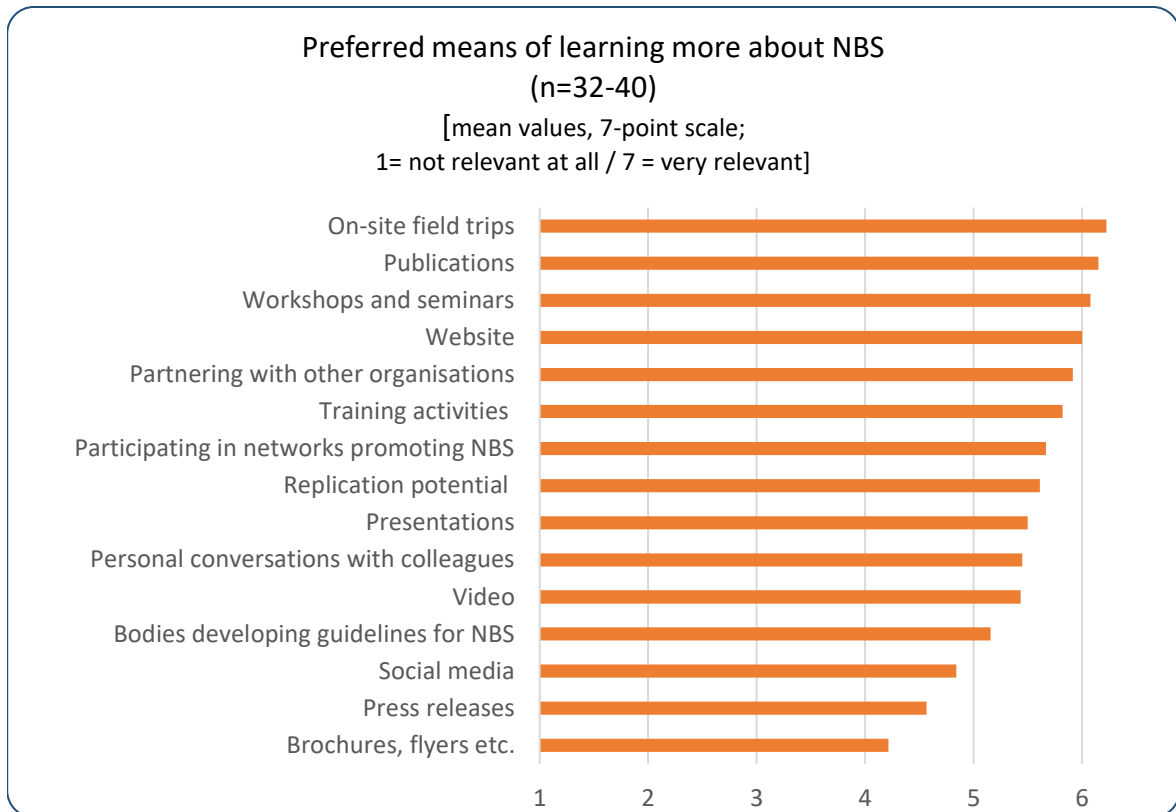 Preferred means of learning more about NBS
(n=32-40)
[mean values, 7-point scale;
1= not relevant at all / 7 = very relevant]
On-site field trips
Publications
Workshops and seminars
Website
Partnering with other organisations
Training activities
Participating in networks promoting NBS
Replication potential
Presentations
Personal conversations with colleagues
Video
Bodies developing guidelines for NBS
Social media
Press releases
Brochures, flyers etc.
1 2 3 4 5 6